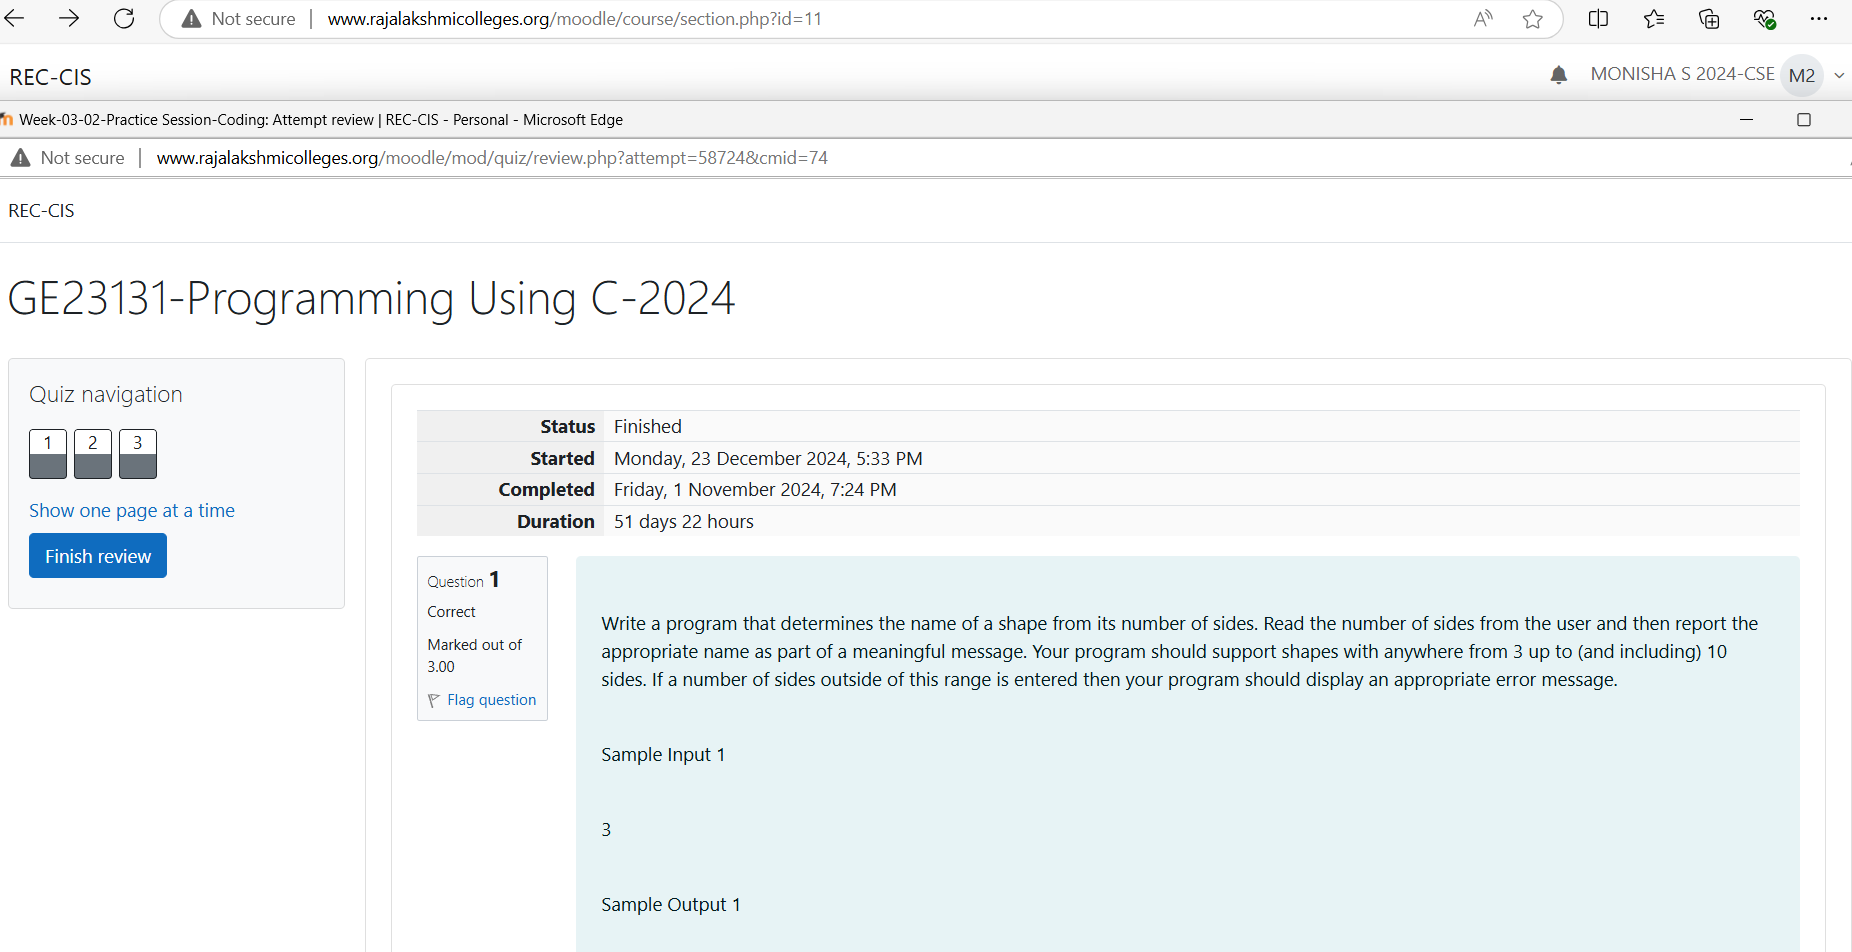 Not secure www.rajalakshmicolleges.org/moodle/course/section.php?id=11
REC-CIS
MONISHA S 2024-CSE M2
Week-03-02-Practice Session-Coding: Attempt review | REC-CIS - Personal - Microsoft Edge
Not secure www.rajalakshmicolleges.org/moodle/mod/quiz/review.php?attempt=58724&cmid=74
REC-CIS
GE23131-Programming Using C-2024
Quiz navigation
1 2 3
Show one page at a time
Finish review
Status Finished
Started Monday, 23 December 2024, 5:33 PM
Completed Friday, 1 November 2024, 7:24 PM
Duration 51 days 22 hours
Question 1
Correct
Marked out of
3.00
Flag question
Write a program that determines the name of a shape from its number of sides. Read the number of sides from the user and then report the
appropriate name as part of a meaningful message. Your program should support shapes with anywhere from 3 up to (and including) 10
sides. If a number of sides outside of this range is entered then your program should display an appropriate error message.
Sample Input 1
3
Sample Output 1